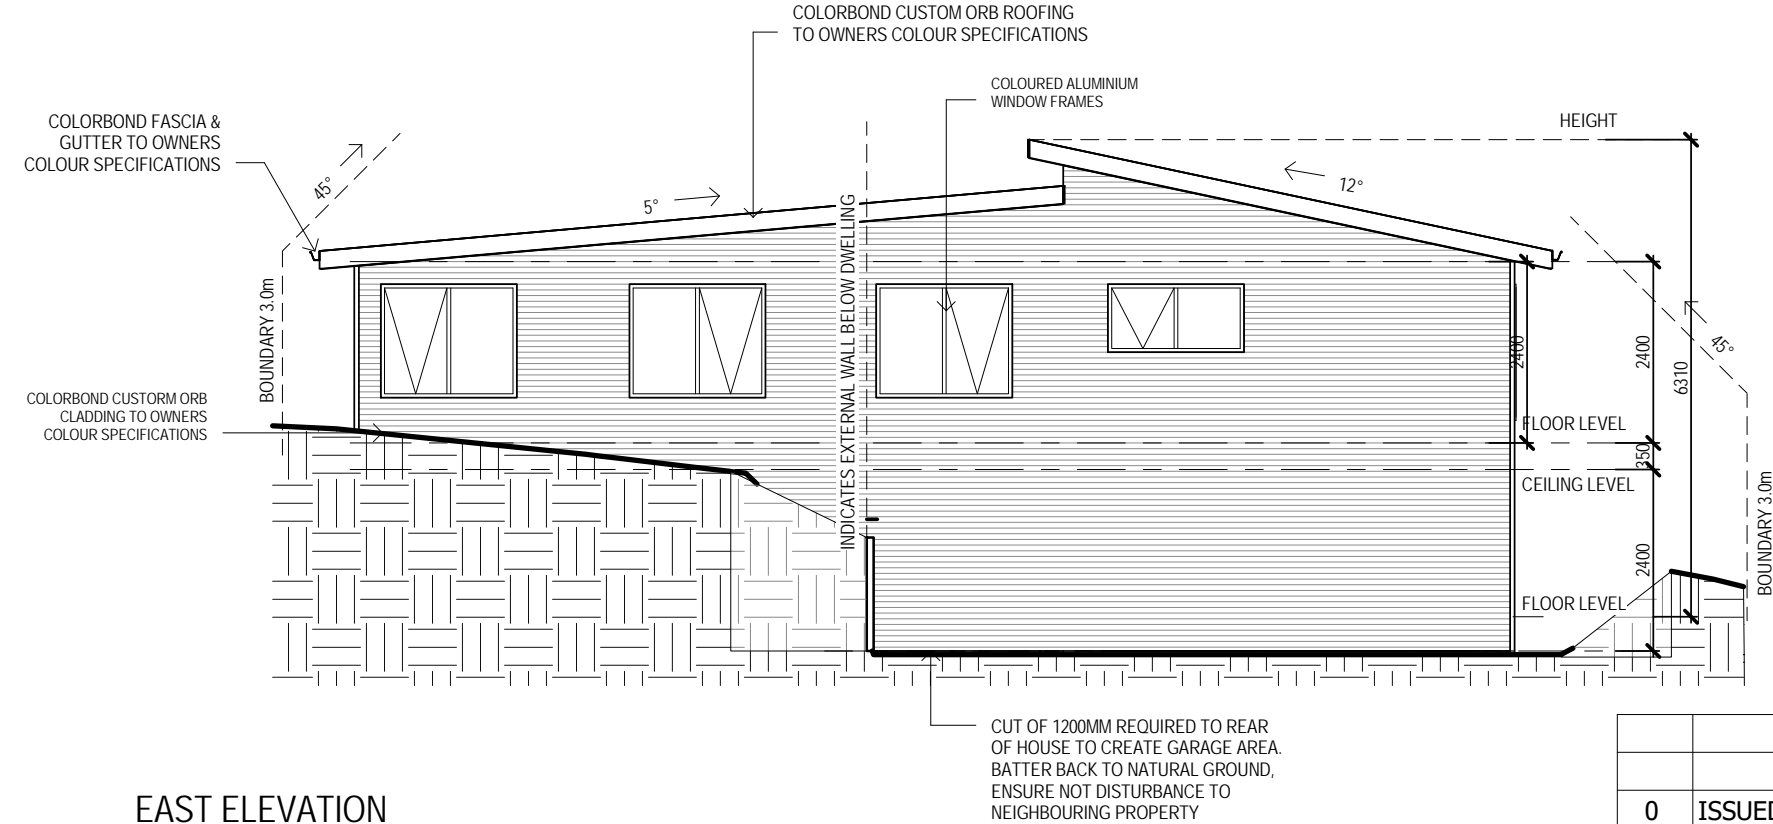 COLORBOND CUSTOM ORB ROOFING
TO OWNERS COLOUR SPECIFICATIONS
COLOURED ALUMINIUM
WINDOW FRAMES
COLORBOND FASCIA &
GUTTER TO OWNERS
COLOUR SPECIFICATIONS
HEIGHT
45°
5°
12°
INDICATES EXTERNAL WALL BELOW DWELLING
BOUNDARY 3.0m
2400
2400
6310
45°
COLORBOND CUSTORM ORB
CLADDING TO OWNERS
COLOUR SPECIFICATIONS
FLOOR LEVEL
350
CEILING LEVEL
2400
BOUNDARY 3.0m
FLOOR LEVEL
CUT OF 1200MM REQUIRED TO REAR
OF HOUSE TO CREATE GARAGE AREA.
BATTER BACK TO NATURAL GROUND,
ENSURE NOT DISTURBANCE TO
NEIGHBOURING PROPERTY
EAST ELEVATION
0 ISSUED